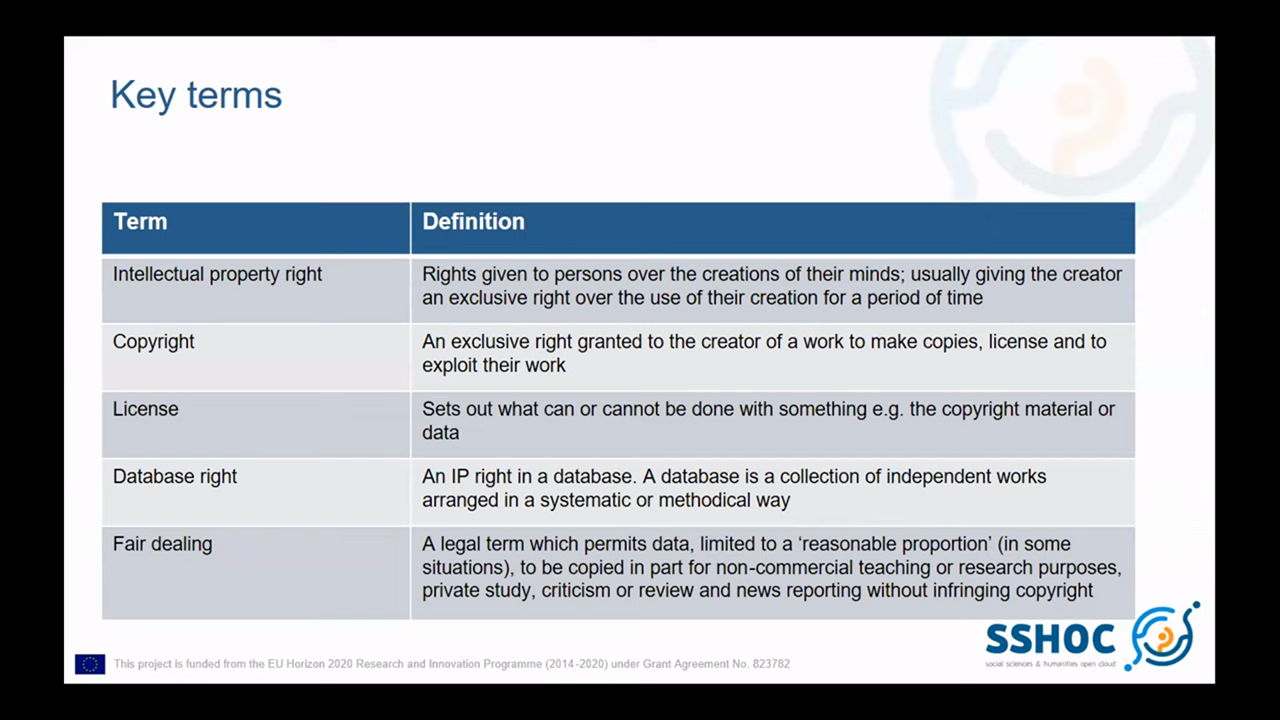 Key terms
Term
Definition
Intellectual property right
Rights given to persons over the creations of their minds; usually giving the creator
an exclusive right over the use of their creation for a period of time
Copyright
An exclusive right granted to the creator of a work to make copies, license and to
exploit their work
License
Sets out what can or cannot be done with something e.g. the copyright material or
data
Database right
An IP right in a database. A database is a collection of independent works
arranged in a systematic or methodical way
Fair dealing
A legal term which permits data, limited to a ‘reasonable proportion’ (in some
situations), to be copied in part for non-commercial teaching or research purposes,
private study, criticism or review and news reporting without infringing copyright
SSHOC
social sciences & humanities open cloud
This project is funded from the EU Horizon 2020 Research and Innovation Programme (2014-2020) under Grant Agreement No. 823782